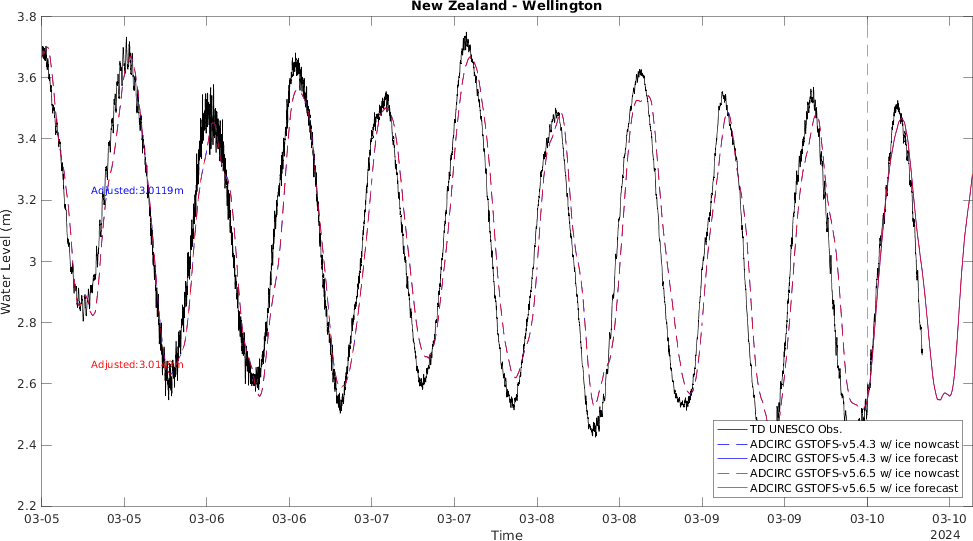 New Zealand - Wellington
3.8
3.6
3.4
3.2
3
2.8
2.6
2.4
2.2
Water Level (m)
Adjusted:3.0119m
TD UNESCO Obs.
ADCIRC GSTOFS-v5.4.3 w/ ice nowcast
ADCIRC GSTOFS-v5.4.3 w/ ice forecast
ADCIRC GSTOFS-v5.6.5 w/ ice nowcast
ADCIRC GSTOFS-v5.6.5 w/ ice forecast
03-05 03-05 03-06 03-06 03-07 03-07 03-08 03-08 03-09 03-09 03-10 03-10
Time
2024